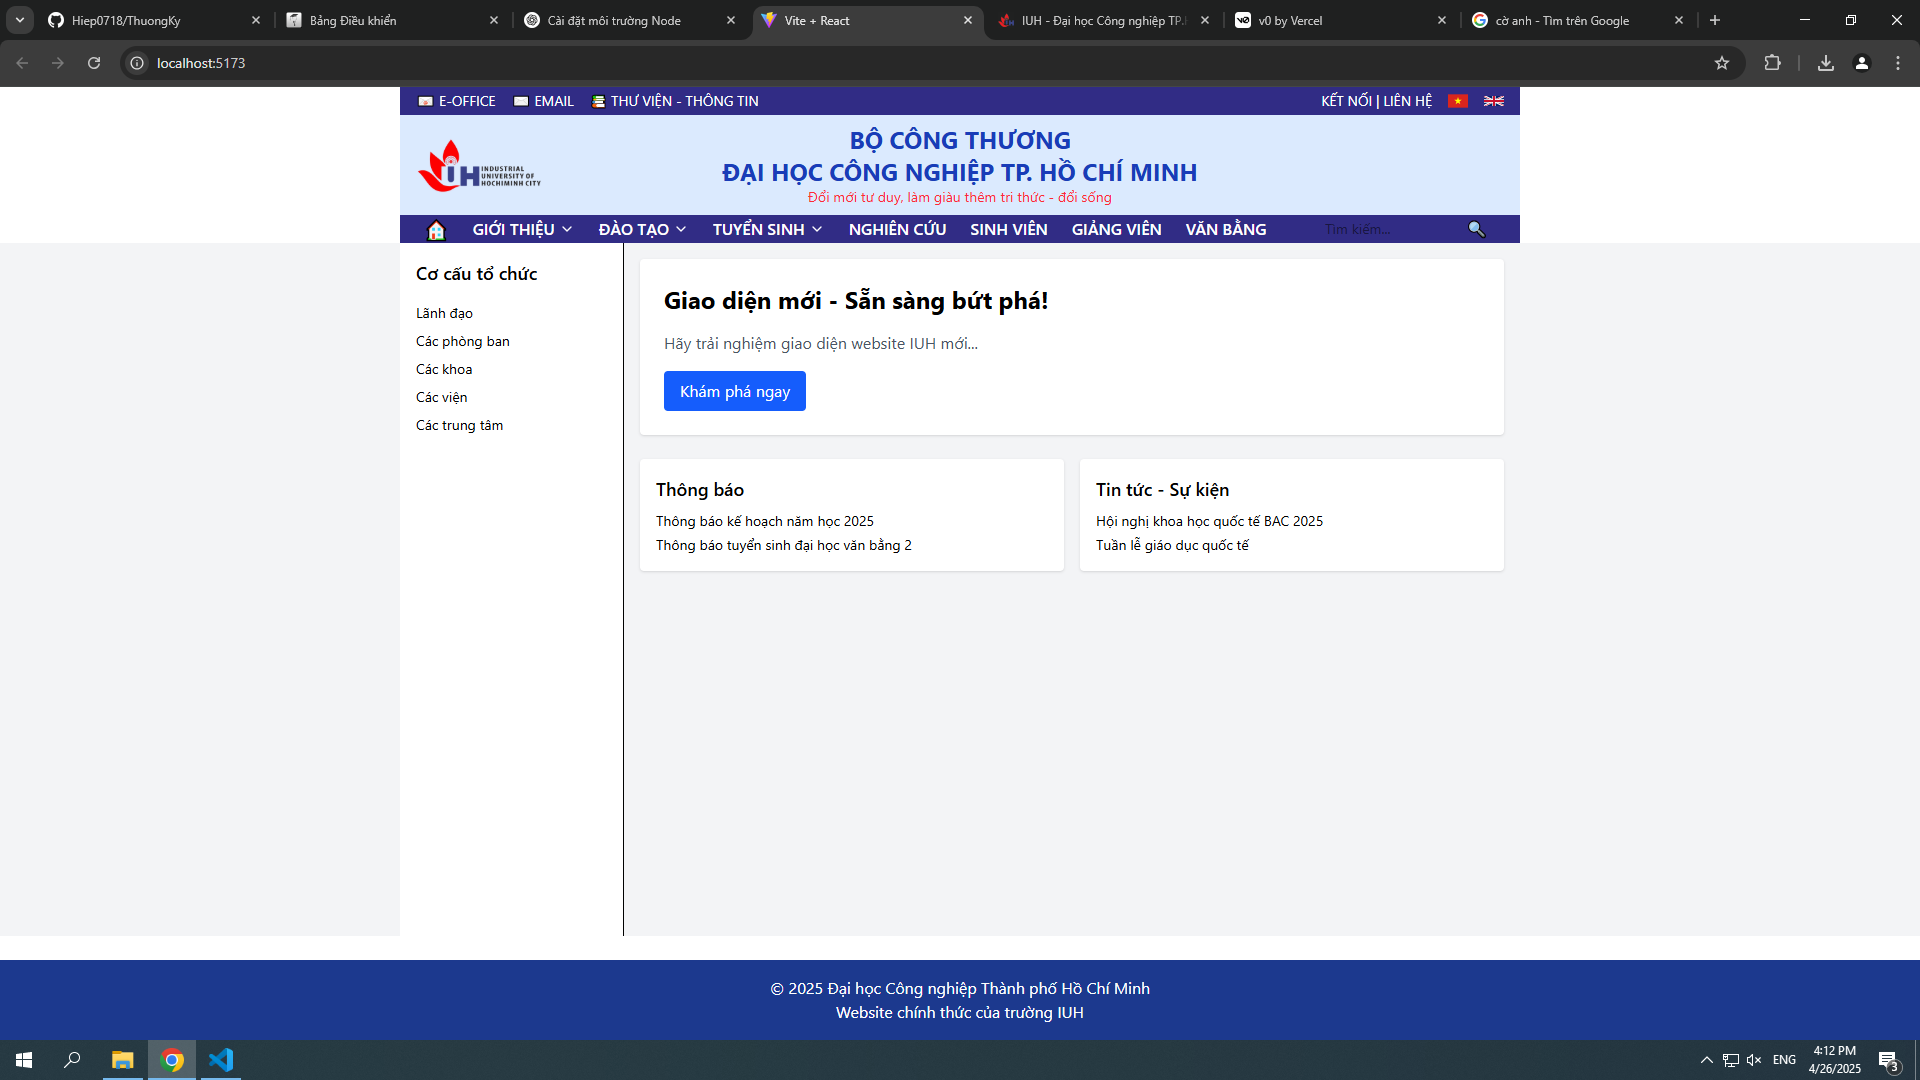 Hiep0718/ThuongKy
Bảng Điều khiển
Cài đặt môi trường Node
Vite + React
IUH - Đại học Công nghiệp TP.
v0 by Vercel
cờ anh - Tìm trên Google
localhost:5173
E-OFFICE
EMAIL
THƯ VIỆN - THÔNG TIN
KẾT NỐI | LIÊN HỆ
IUH INDUSTRIAL
UNIVERSITY OF
HOCHIMINH CITY
BỘ CÔNG THƯƠNG
ĐẠI HỌC CÔNG NGHIỆP TP. HỒ CHÍ MINH
Đổi mới tư duy, làm giàu thêm tri thức - đổi sống
GIỚI THIỆU
ĐÀO TẠO
TUYỂN SINH
NGHIÊN CỨU
SINH VIÊN
GIẢNG VIÊN
VĂN BẰNG
Tìm kiếm...
Cơ cấu tổ chức
Lãnh đạo
Các phòng ban
Các khoa
Các viện
Các trung tâm
Giao diện mới - Sẵn sàng bứt phá!
Hãy trải nghiệm giao diện website IUH mới...
Khám phá ngay
Thông báo
Thông báo kế hoạch năm học 2025
Thông báo tuyển sinh đại học văn bằng 2
Tin tức - Sự kiện
Hội nghị khoa học quốc tế BAC 2025
Tuần lễ giáo dục quốc tế
© 2025 Đại học Công nghiệp Thành phố Hồ Chí Minh
Website chính thức của trường IUH
ENG
4:12 PM
4/26/2025
3